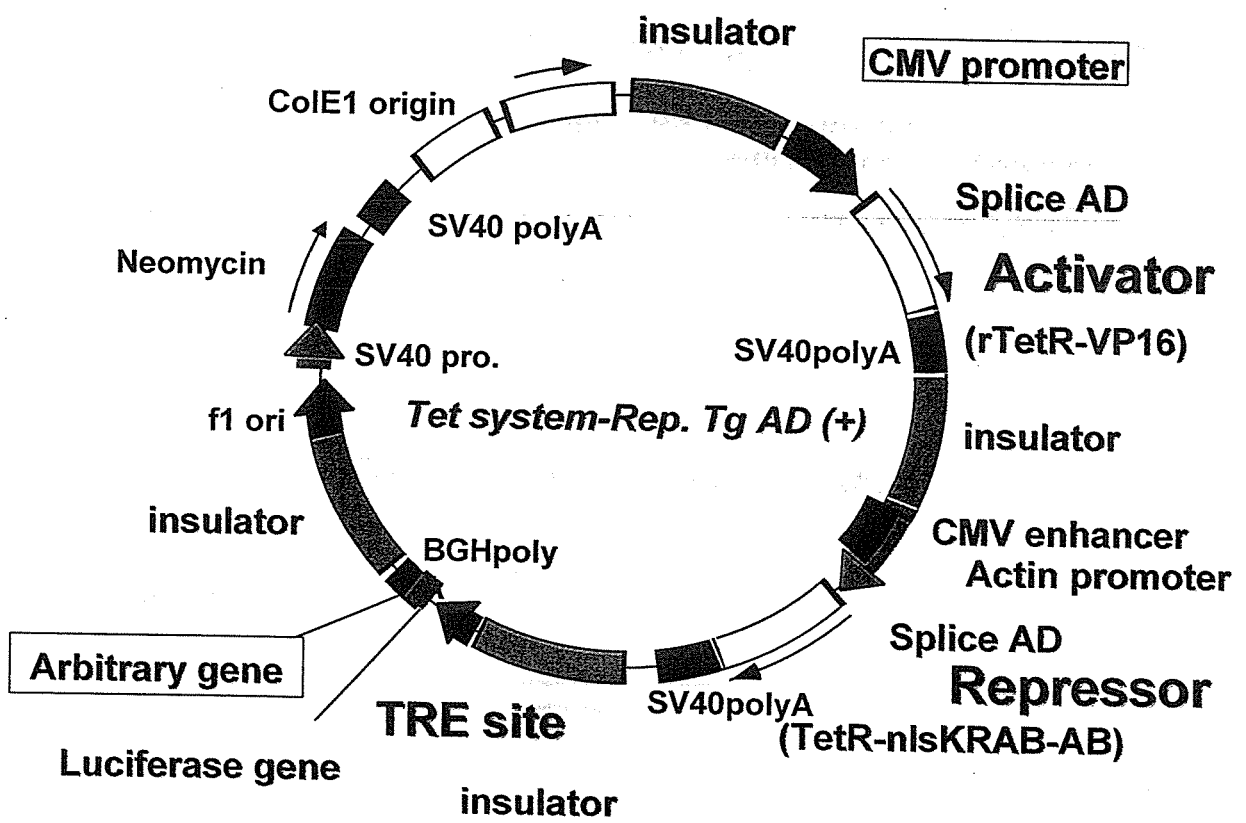 insulator
CMV promoter
ColE1 origin
Splice AD
SV40 polyA
Neomycin
Activator
(rTetR-VP16)
SV40polyA
SV40 pro.
f1 ori
Tet system-Rep. Tg AD (+)
insulator
insulator
BGHpoly
CMV enhancer
Actin promoter
Splice AD
Arbitrary gene
Repressor
SV40polyA
(TetR-nlsKRAB-AB)
TRE site
Luciferase gene
insulator